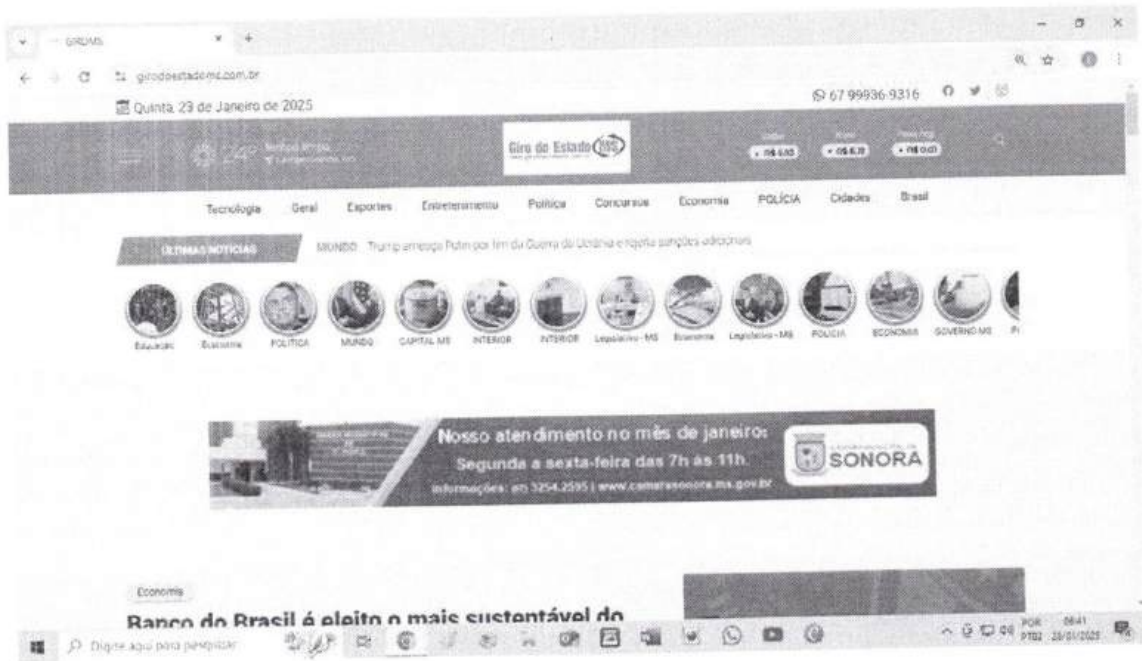 GIROMS
girodoestadoms.com.br
Quinta, 23 de Janeiro de 2025
67 99936-9316
24°
Giro do Estado MS
Tecnologia Geral Esportes Entretenimento Política Concursos Economia POLÍCIA Cidades Brasil
ÚLTIMAS NOTÍCIAS MUNDO Trump ameaça Putin por fim da Guerra da Ucrânia e rejeita sanções adicionais
Educação Economia POLÍTICA MUNDO CAPITAL MS INTERIOR INTERIOR Legislativo - MS Economia Legislativo - MS POLÍCIA ECONOMIA GOVERNO MS
Nosso atendimento no mês de janeiro:
Segunda a sexta-feira das 7h às 11h.
Informações: 67 3254.2595 | www.camarasonora.ms.gov.br
SONORA
Economia
Banco do Brasil é eleito o mais sustentável do
Digite aqui para pesquisar
POR
PTB2
08:41
23/01/2025